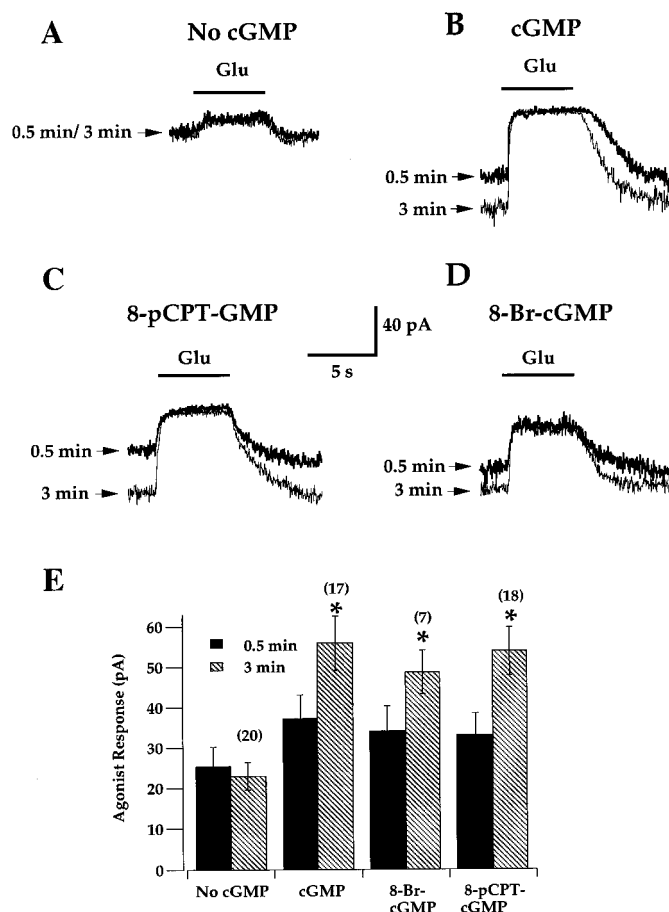 A
No cGMP
Glu
0.5 min/ 3 min
B
cGMP
Glu
0.5 min
3 min
C
8-pCPT-GMP
Glu
0.5 min
3 min
40 pA
5 s
D
8-Br-cGMP
Glu
0.5 min
3 min
E
Agonist Response (pA)
60
50
40
30
20
10
0
0.5 min
3 min
(20)
(17)
*
(7)
*
(18)
*
No cGMP
cGMP
8-Br-
cGMP
8-pCPT-
cGMP